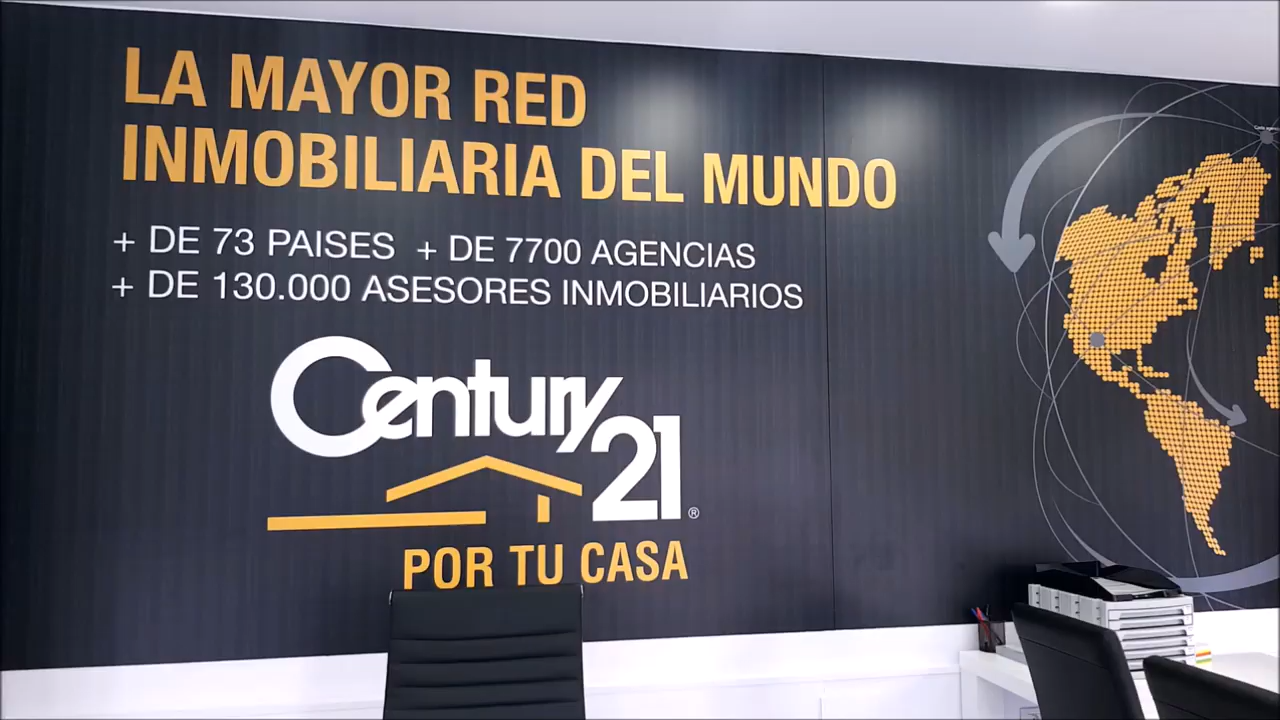 LA MAYOR RED
INMOBILIARIA DEL MUNDO
+ DE 73 PAISES + DE 7700 AGENCIAS
+ DE 130.000 ASESORES INMOBILIARIOS
Century
21®
POR TU CASA